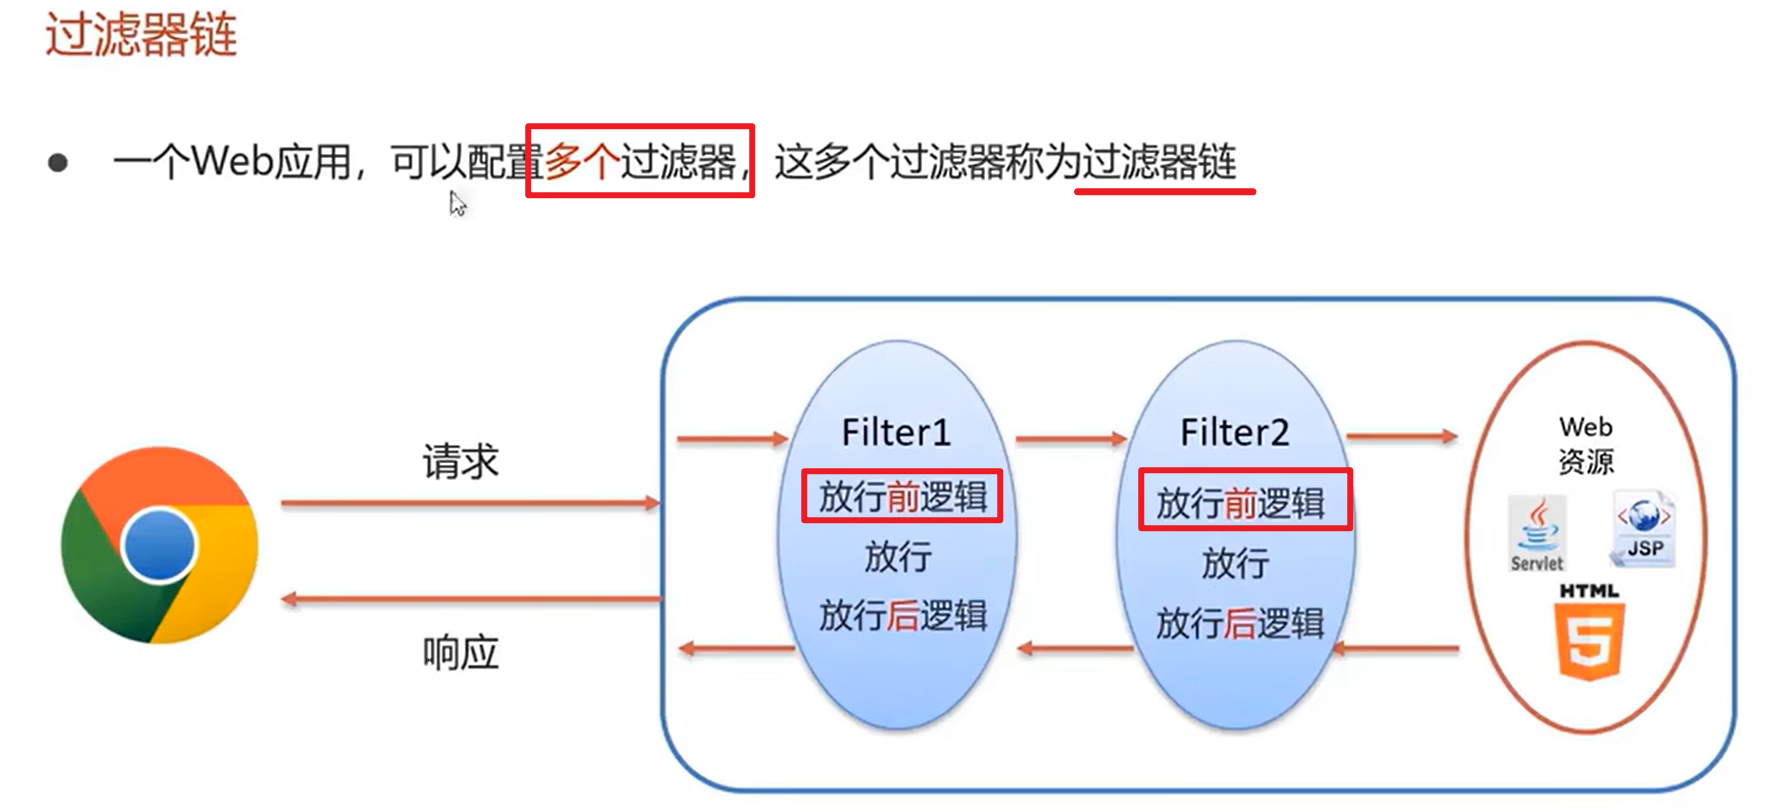 过滤器链
一个Web应用，可以配置多个过滤器，这多个过滤器称为过滤器链
请求
响应
Filter1
放行前逻辑
放行
放行后逻辑
Filter2
放行前逻辑
放行
放行后逻辑
Web
资源
Servlet
JSP
HTML
5